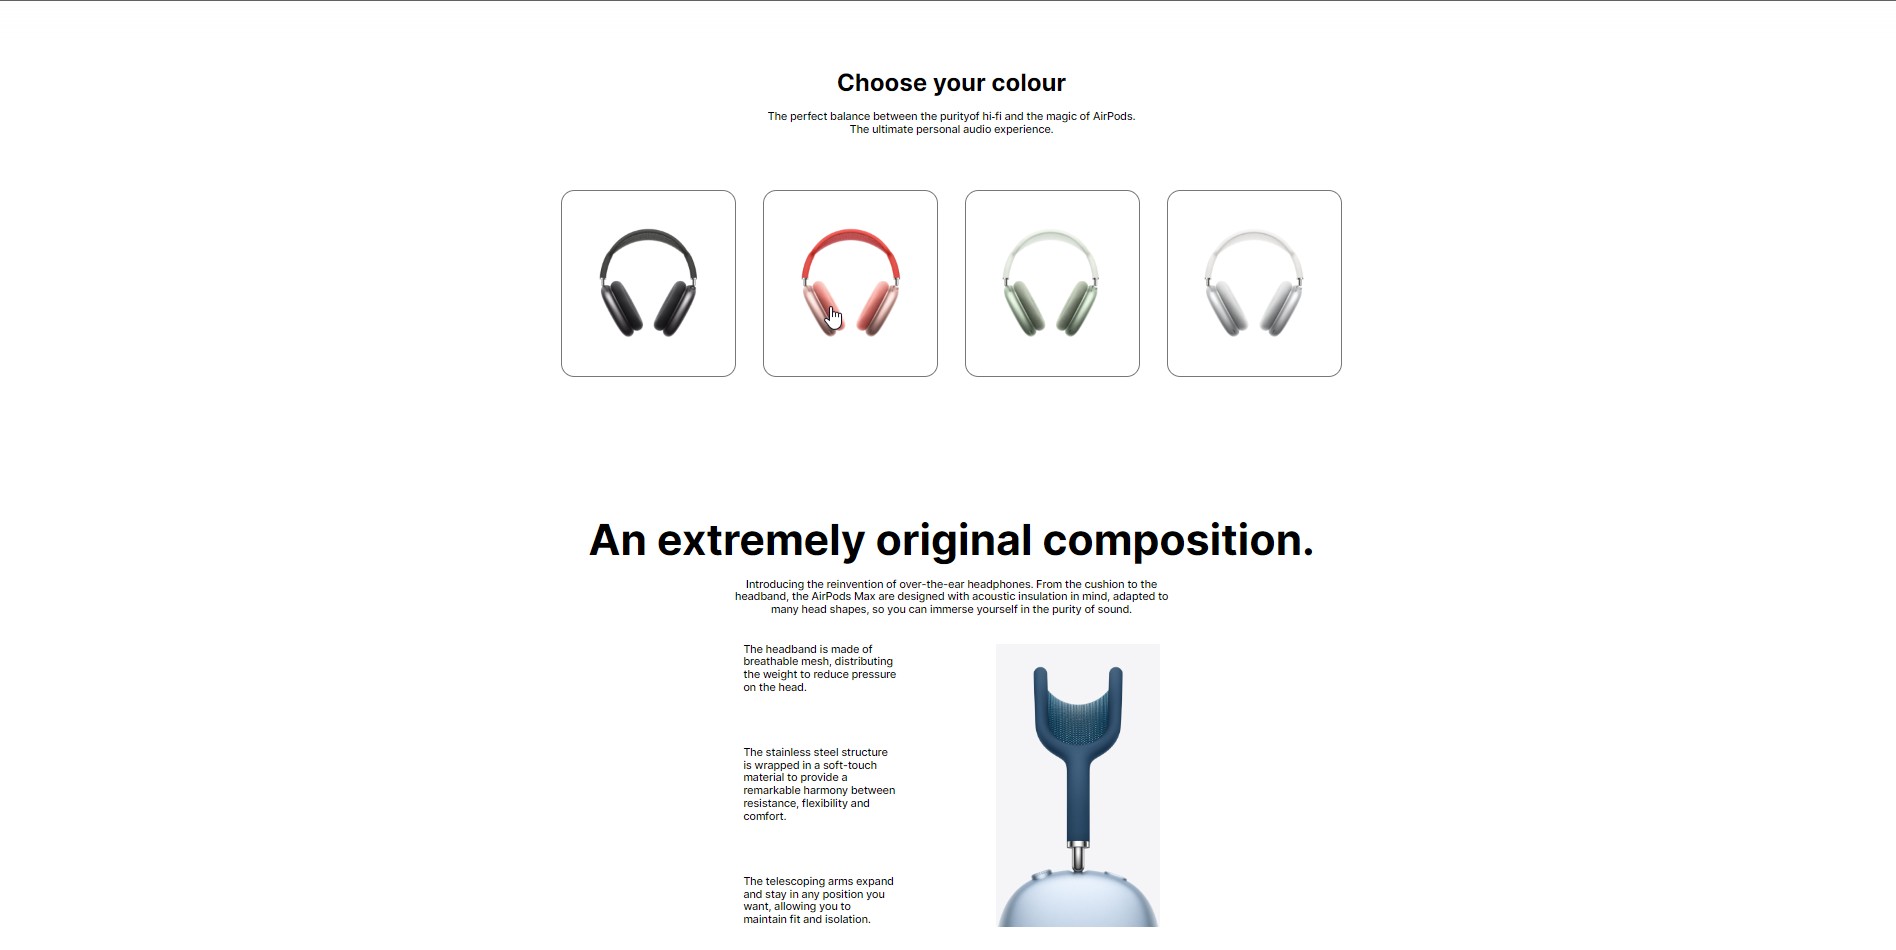 Choose your colour
The perfect balance between the purityof hi-fi and the magic of AirPods.
The ultimate personal audio experience.
An extremely original composition.
Introducing the reinvention of over-the-ear headphones. From the cushion to the
headband, the AirPods Max are designed with acoustic insulation in mind, adapted to
many head shapes, so you can immerse yourself in the purity of sound.
The headband is made of
breathable mesh, distributing
the weight to reduce pressure
on the head.
The stainless steel structure
is wrapped in a soft-touch
material to provide a
remarkable harmony between
resistance, flexibility and
comfort.
The telescoping arms expand
and stay in any position you
want, allowing you to
maintain fit and isolation.